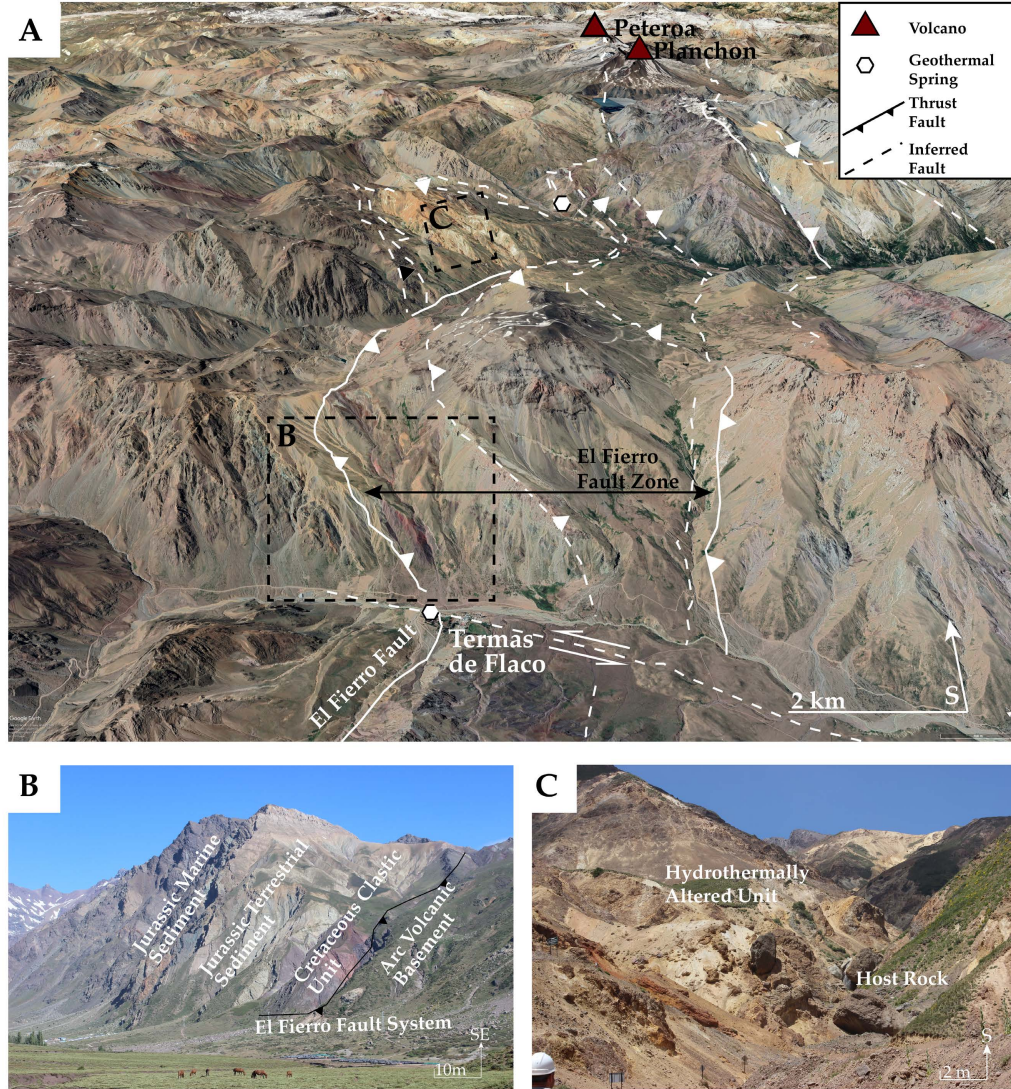 A
Peteroa
Planchon
Volcano
Geothermal
Spring
Thrust
Fault
Inferred
Fault
C
B
El Fierro
Fault Zone
Termas
de Flaco
El Fierro Fault
2 km
S
Google Earth
B
Jurassic Marine
Sediment
Jurassic Terrestrial
Sediment
Cretaceous Clastic
Unit
Arc Volcanic
Basement
El Fierro Fault System
SE
10m
C
Hydrothermally
Altered Unit
Host Rock
S
2 m